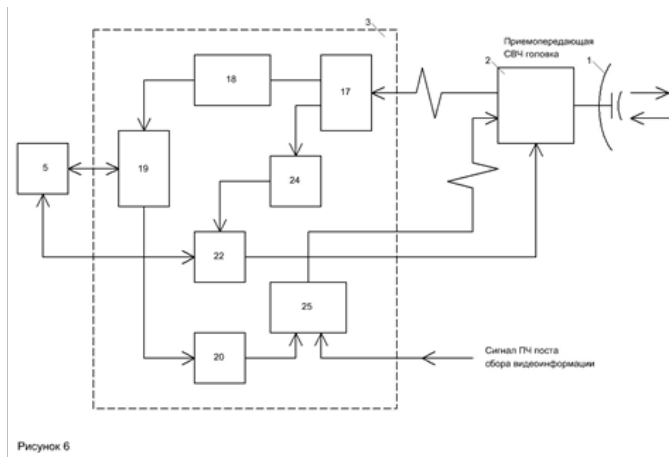 3
Приемопередающая
СВЧ головка
2
1
18
17
5
19
24
22
25
20
Сигнал ПЧ поста
сбора видеоинформации
Рисунок 6